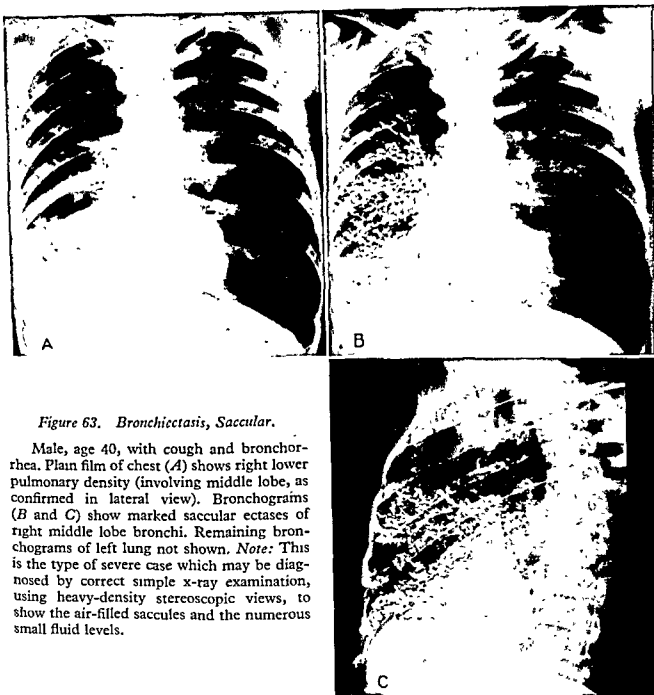 A
B
Figure 63. Bronchiectasis, Saccular.
Male, age 40, with cough and bronchor-
rhea. Plain film of chest (A) shows right lower
pulmonary density (involving middle lobe, as
confirmed in lateral view). Bronchograms
(B and C) show marked saccular ectases of
right middle lobe bronchi. Remaining bron-
chograms of left lung not shown. Note: This
is the type of severe case which may be diag-
nosed by correct simple x-ray examination,
using heavy-density stereoscopic views, to
show the air-filled saccules and the numerous
small fluid levels.
C